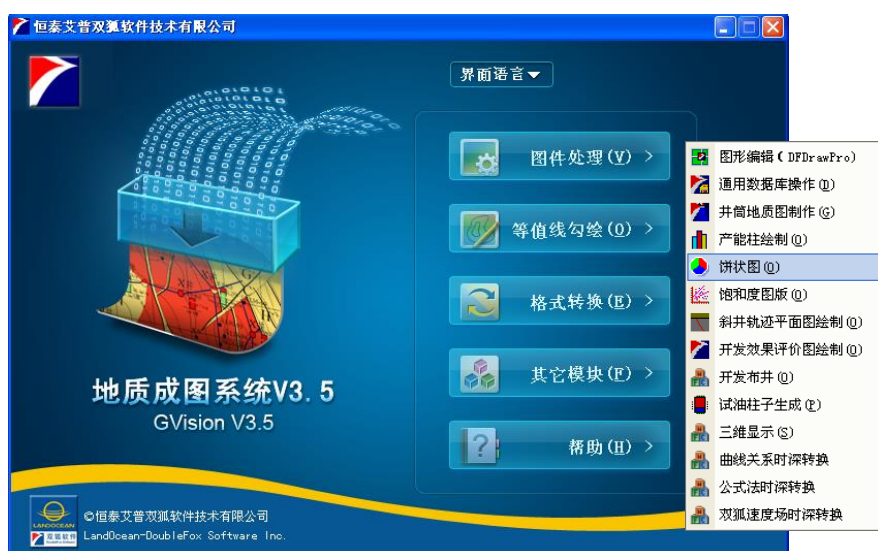 恒泰艾普双狐软件技术有限公司
界面语言
图件处理(V) >
等值线勾绘(O) >
格式转换(E) >
其它模块(F) >
帮助(H) >
地质成图系统V3.5
GVision V3.5
©恒泰艾普双狐软件技术有限公司
LandOcean-DoubleFox Software Inc.
LANDOCEAN
双狐软件
图形编辑(DFDrawPro)
通用数据库操作(D)
井筒地质图制作(G)
产能柱绘制(O)
饼状图(O)
饱和度图版(O)
斜井轨迹平面图绘制(O)
开发效果评价图绘制(O)
开发布井(O)
试油柱子生成(P)
三维显示(S)
曲线关系时深转换
公式法时深转换
双狐速度场时深转换